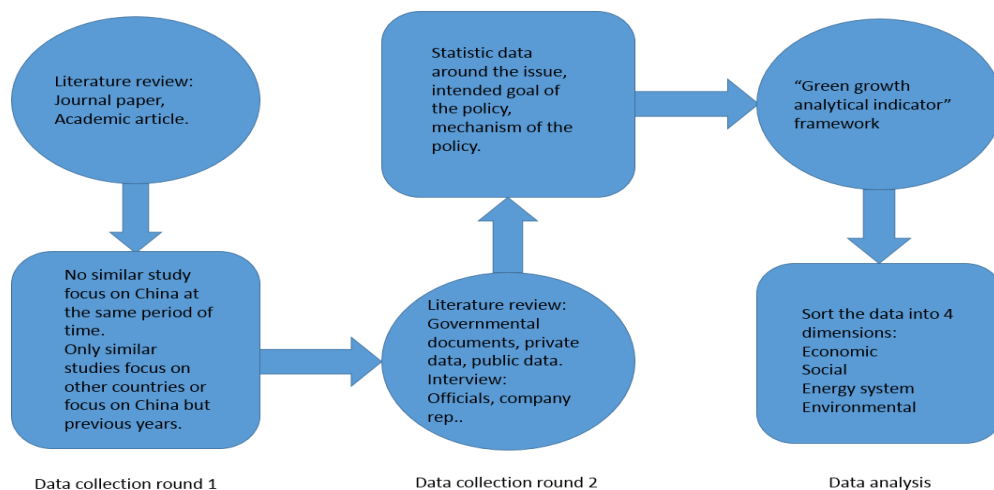 Literature review:
Journal paper,
Academic article.
No similar study
focus on China at
the same period of
time.
Only similar
studies focus on
other countries or
focus on China but
previous years.
Data collection round 1
Statistic data
around the issue,
intended goal of
the policy,
mechanism of the
policy.
Literature review:
Governmental
documents, private
data, public data.
Interview:
Officials, company
rep..
Data collection round 2
“Green growth
analytical indicator”
framework
Sort the data into 4
dimensions:
Economic
Social
Energy system
Environmental
Data analysis